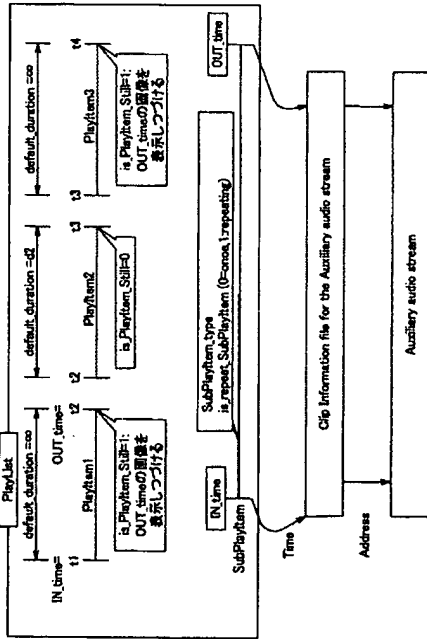 PlayList
default_duration =∞
default_duration =d2
default_duration =∞
IN_time=
OUT_time=
t1
t2
t2
t3
t3
t4
PlayItem1
PlayItem2
PlayItem3
is_PlayItem_Still=1:
OUT_timeの画像を
表示しつづける
is_PlayItem_Still=0
is_PlayItem_Still=1:
OUT_timeの画像を
表示しつづける
SubPlayItem_type
is_repeat_SubPlayItem (0=once,1:repeating)
IN_time
OUT_time
SubPlayItem
Time
Clip Information file for the Auxiliary audio stream
Address
Auxiliary audio stream